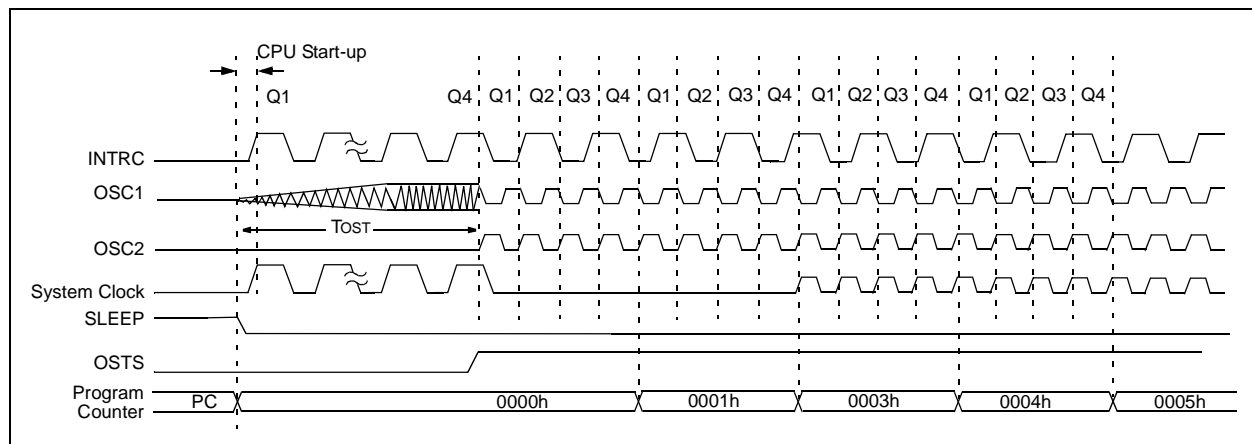 CPU Start-up
Q1 Q4 Q1 Q2 Q3 Q4 Q1 Q2 Q3 Q4 Q1 Q2 Q3 Q4 Q1 Q2 Q3 Q4
INTRC
OSC1
TOST
OSC2
System Clock
SLEEP
OSTS
Program Counter
PC 0000h 0001h 0003h 0004h 0005h